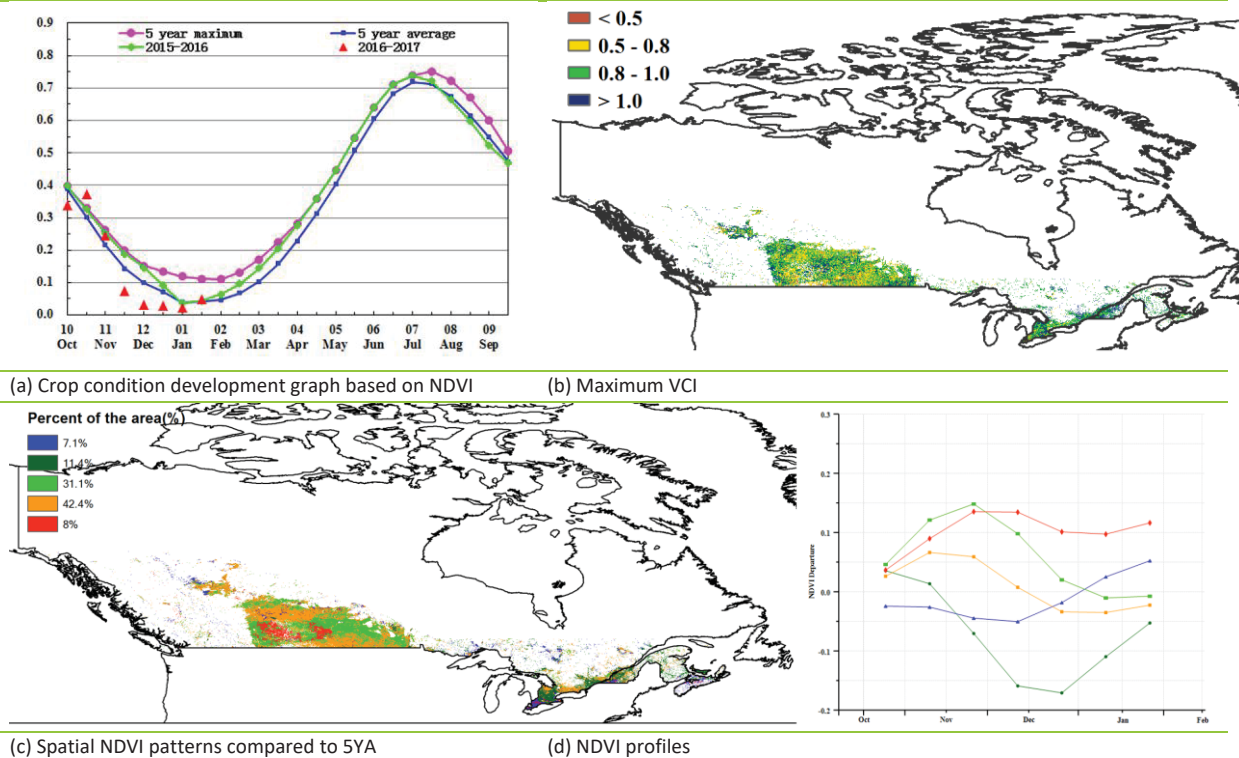 0.9
0.8
0.7
0.6
0.5
0.4
0.3
0.2
0.1
0.0
5 year maximum 5 year average
2015-2016 2016-2017
10 11 12 01 02 03 04 05 06 07 08 09
Oct Nov Dec Jan Feb Mar Apr May Jun Jul Aug Sep
< 0.5
0.5 - 0.8
0.8 - 1.0
> 1.0
(a) Crop condition development graph based on NDVI
(b) Maximum VCI
Percent of the area(%)
7.1%
11.4%
31.1%
42.4%
8%
0.3
0.2
0.1
0.0
-0.1
-0.2
NDVI Departure
Oct Nov Dec Jan Feb
(c) Spatial NDVI patterns compared to 5YA
(d) NDVI profiles